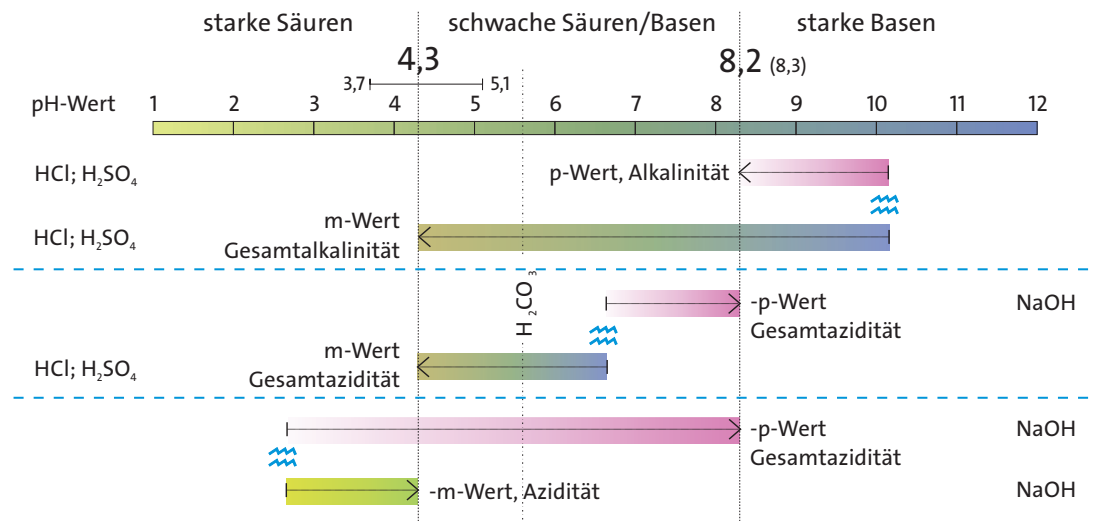 starke Säuren schwache Säuren/Basen starke Basen
4,3 8,2 (8,3)
3,7 5,1
pH-Wert 1 2 3 4 5 6 7 8 9 10 11 12
HCl; H₂SO₄ p-Wert, Alkalinität
m-Wert
HCl; H₂SO₄ Gesamtalkalinität
H₂CO₃
-p-Wert NaOH
Gesamtazidität
m-Wert
HCl; H₂SO₄ Gesamtazidität
-p-Wert NaOH
Gesamtazidität
-m-Wert, Azidität NaOH